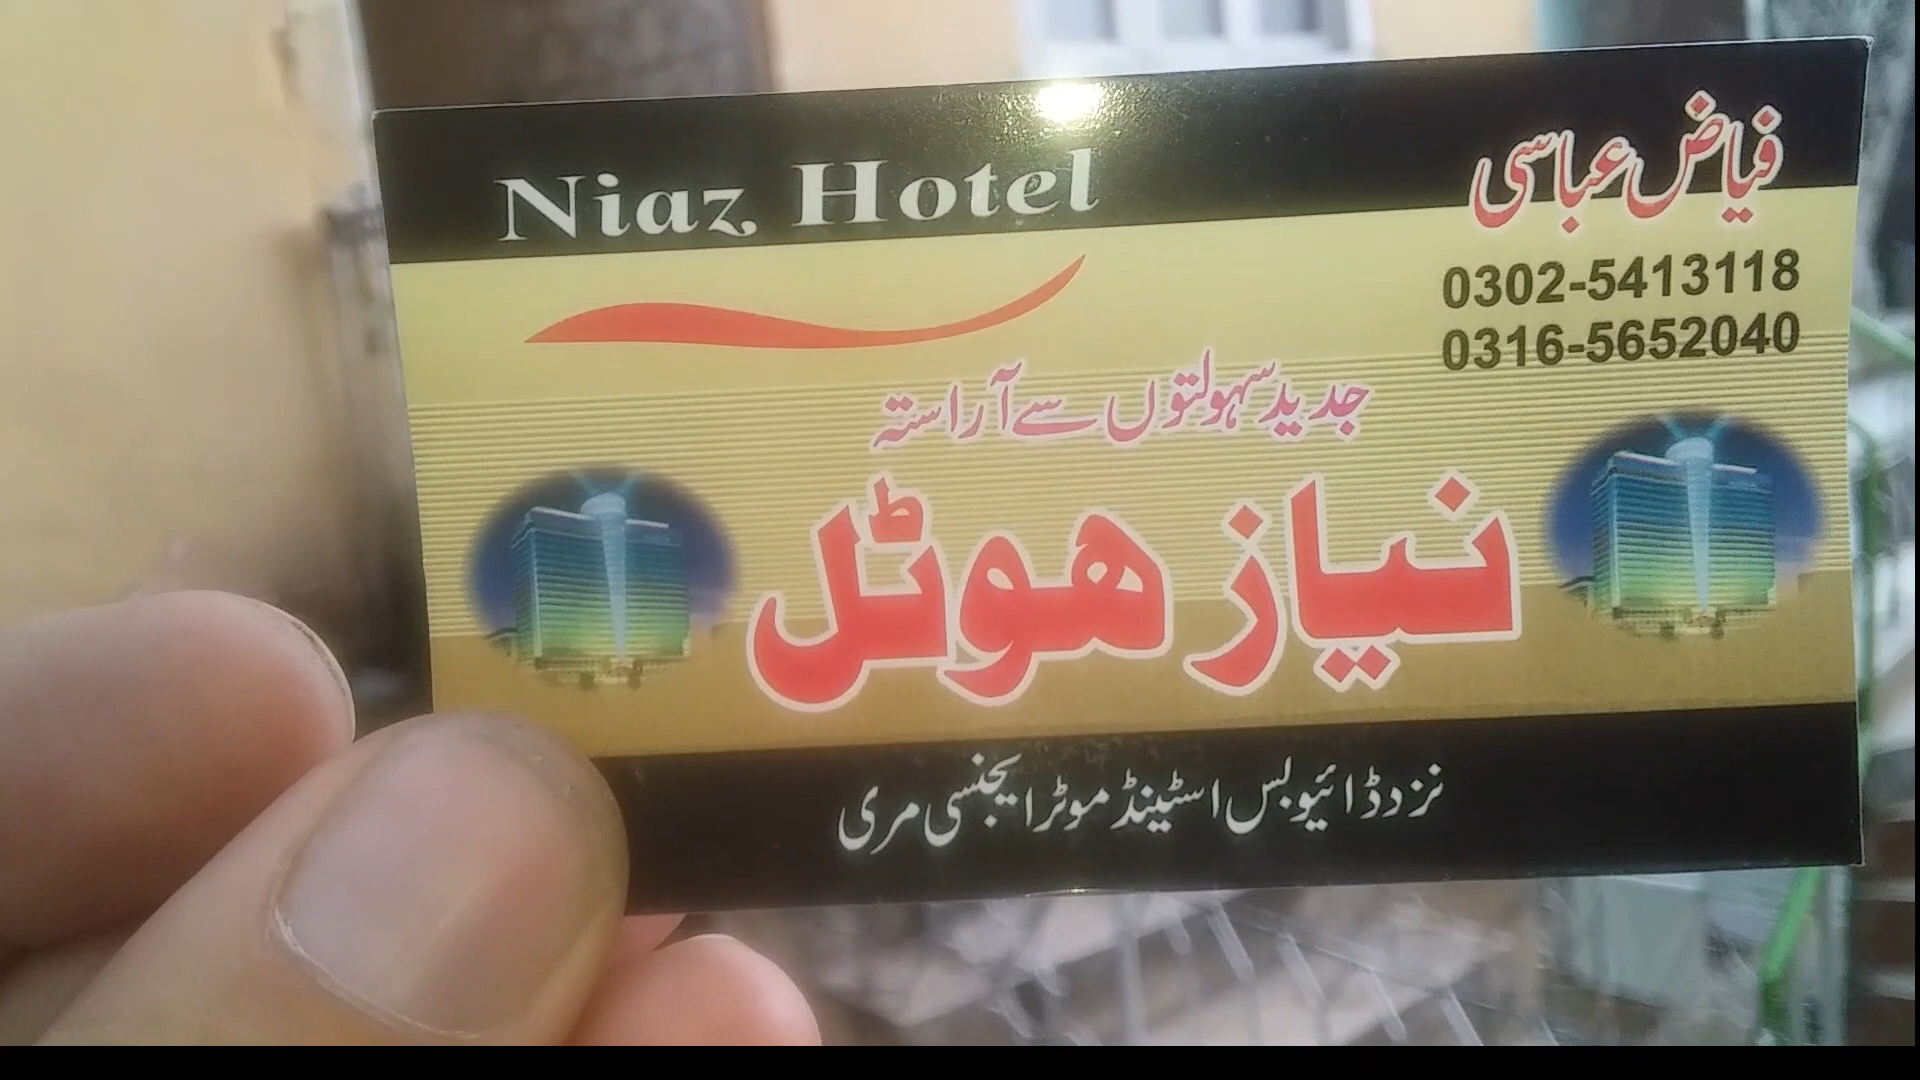 Niaz Hotel
فیاض عباسی
0302-5413118
0316-5652040
جدید سہولتوں سے آراستہ
نیاز ھوٹل
نزد ڈائیو بس اسٹینڈ موٹر ایجنسی مری